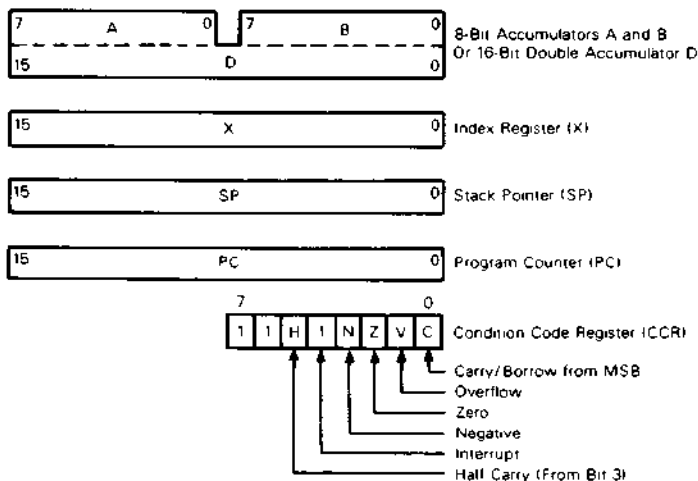 7 A 0 7 B 0
8-Bit Accumulators A and B
15 D 0
Or 16-Bit Double Accumulator D
15 X 0
Index Register (X)
15 SP 0
Stack Pointer (SP)
15 PC 0
Program Counter (PC)
7 0
1 1 H I N Z V C
Condition Code Register (CCR)
Carry/Borrow from MSB
Overflow
Zero
Negative
Interrupt
Half Carry (From Bit 3)